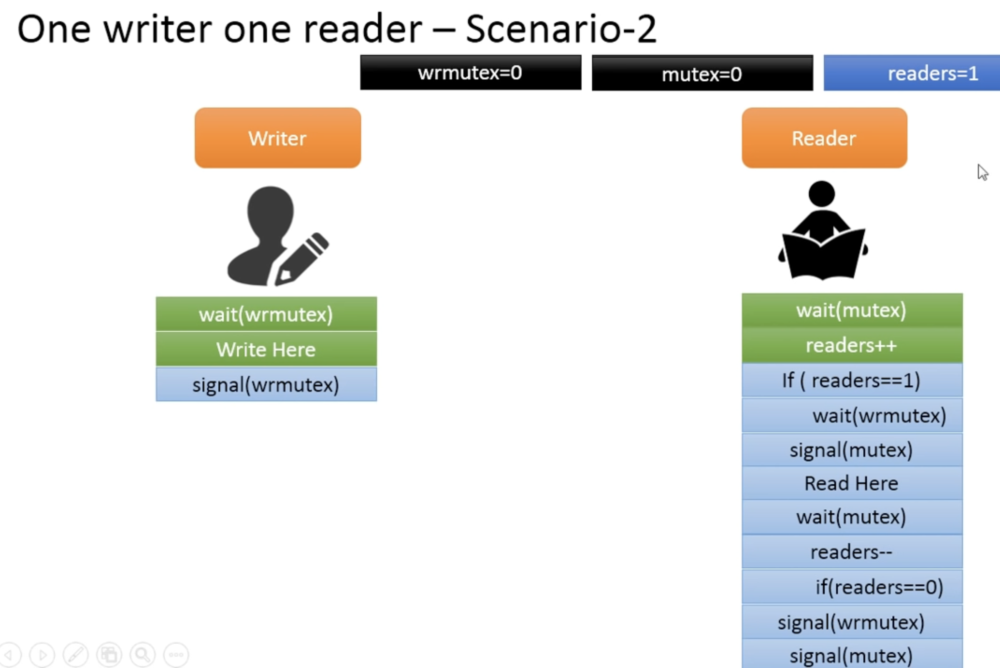 One writer one reader – Scenario-2
wrmutex=0
mutex=0
readers=1
Writer
Reader
wait(wrmutex)
Write Here
signal(wrmutex)
wait(mutex)
readers++
If ( readers==1)
wait(wrmutex)
signal(mutex)
Read Here
wait(mutex)
readers--
if(readers==0)
signal(wrmutex)
signal(mutex)